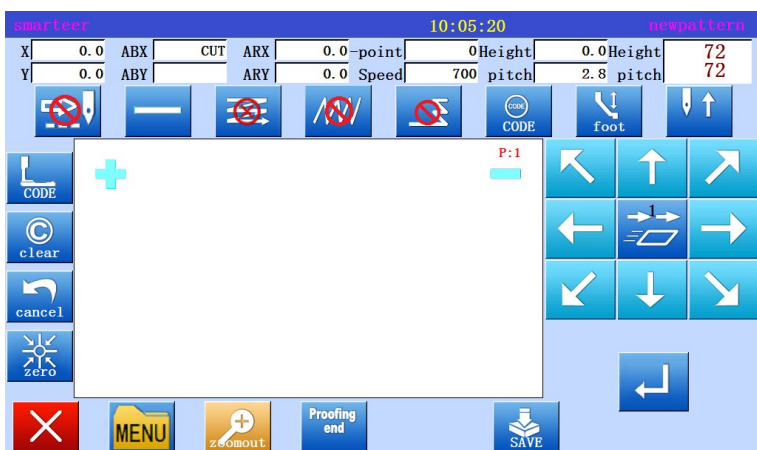 smarteer 10:05:20 newpattern
X 0.0 ABX CUT ARX 0.0 -point 0 Height 0.0 Height 72
Y 0.0 ABY ARY 0.0 Speed 700 pitch 2.8 pitch 72
CODE
CODE
foot
P:1
CODE
1
clear
cancel
zero
MENU
zoomout
Proofing
end
SAVE